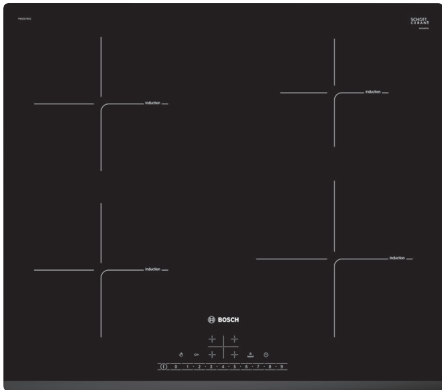 SCHOTT
CERAN®
induction
induction
induction
induction
BOSCH
0 · 1 · 2 · 3 · 4 · 5 · 6 · 7 · 8 · 9